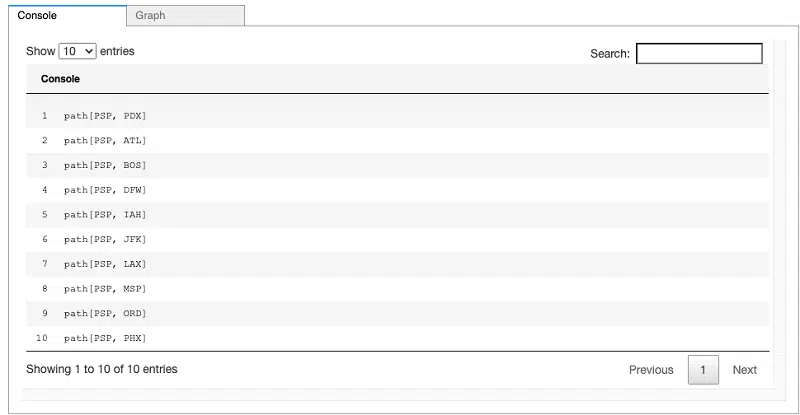 Console Graph
Show 10 entries Search:
Console
1 path[PSP, PDX]
2 path[PSP, ATL]
3 path[PSP, BOS]
4 path[PSP, DFW]
5 path[PSP, IAH]
6 path[PSP, JFK]
7 path[PSP, LAX]
8 path[PSP, MSP]
9 path[PSP, ORD]
10 path[PSP, PHX]
Showing 1 to 10 of 10 entries Previous 1 Next